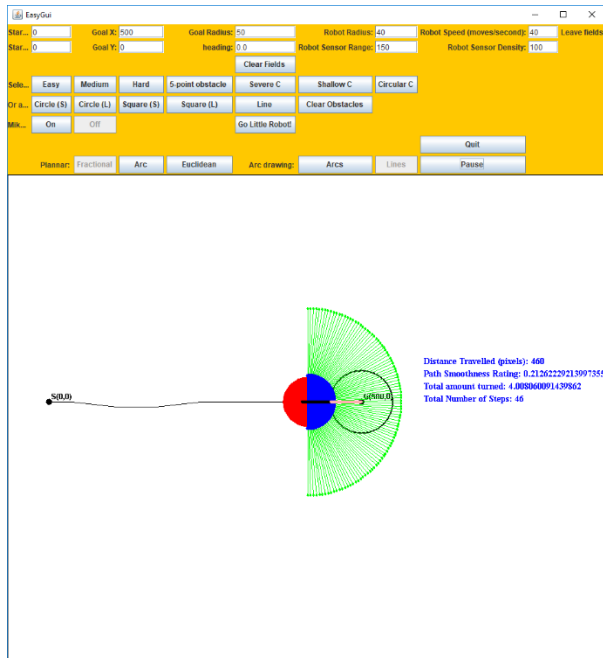 EasyGui
Star... 0 Goal X: 500 Goal Radius: 50 Robot Radius: 40 Robot Speed (moves/second): 40 Leave fields
Star... 0 Goal Y: 0 heading: 0.0 Robot Sensor Range: 150 Robot Sensor Density: 100
Clear Fields
Sele... Easy Medium Hard 5-point obstacle Severe C Shallow C Circular C
Or a... Circle (S) Circle (L) Square (S) Square (L) Line Clear Obstacles
Mik... On Off Go Little Robot!
Quit
Plannar: Fractional Arc Euclidean Arc drawing: Arcs Lines Pause
Distance Travelled (pixels): 460
S(0,0) G(500,0)
Path Smoothness Rating: 0.2126222921399735
Total amount turned: 4.008060091439862
Total Number of Steps: 46